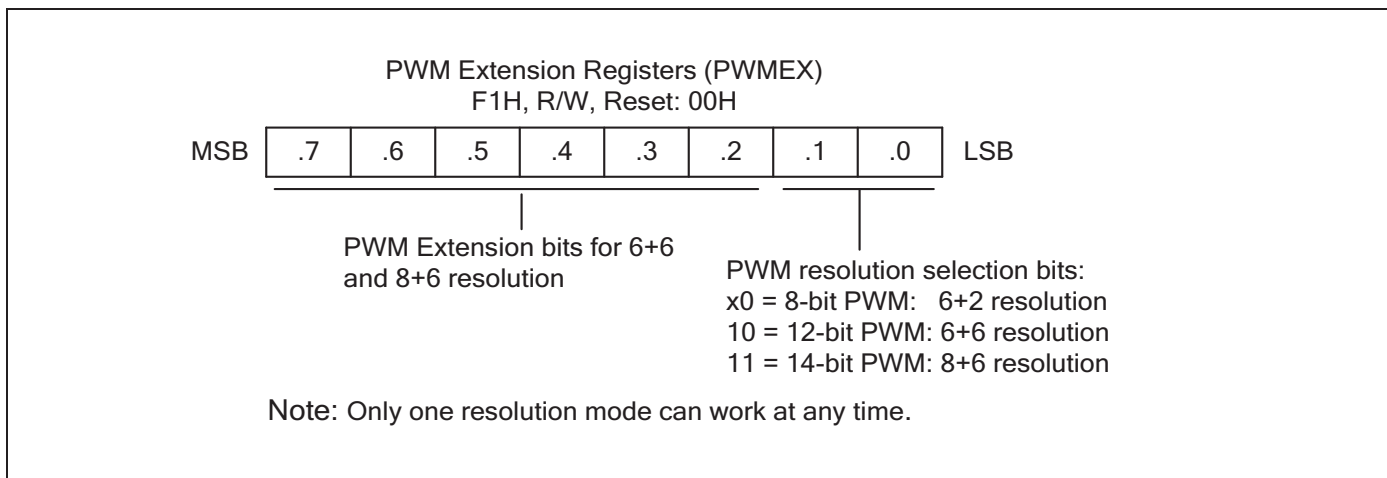 PWM Extension Registers (PWMEX)
F1H, R/W, Reset: 00H
MSB .7 .6 .5 .4 .3 .2 .1 .0 LSB
PWM Extension bits for 6+6
and 8+6 resolution
PWM resolution selection bits:
x0 = 8-bit PWM: 6+2 resolution
10 = 12-bit PWM: 6+6 resolution
11 = 14-bit PWM: 8+6 resolution
Note: Only one resolution mode can work at any time.